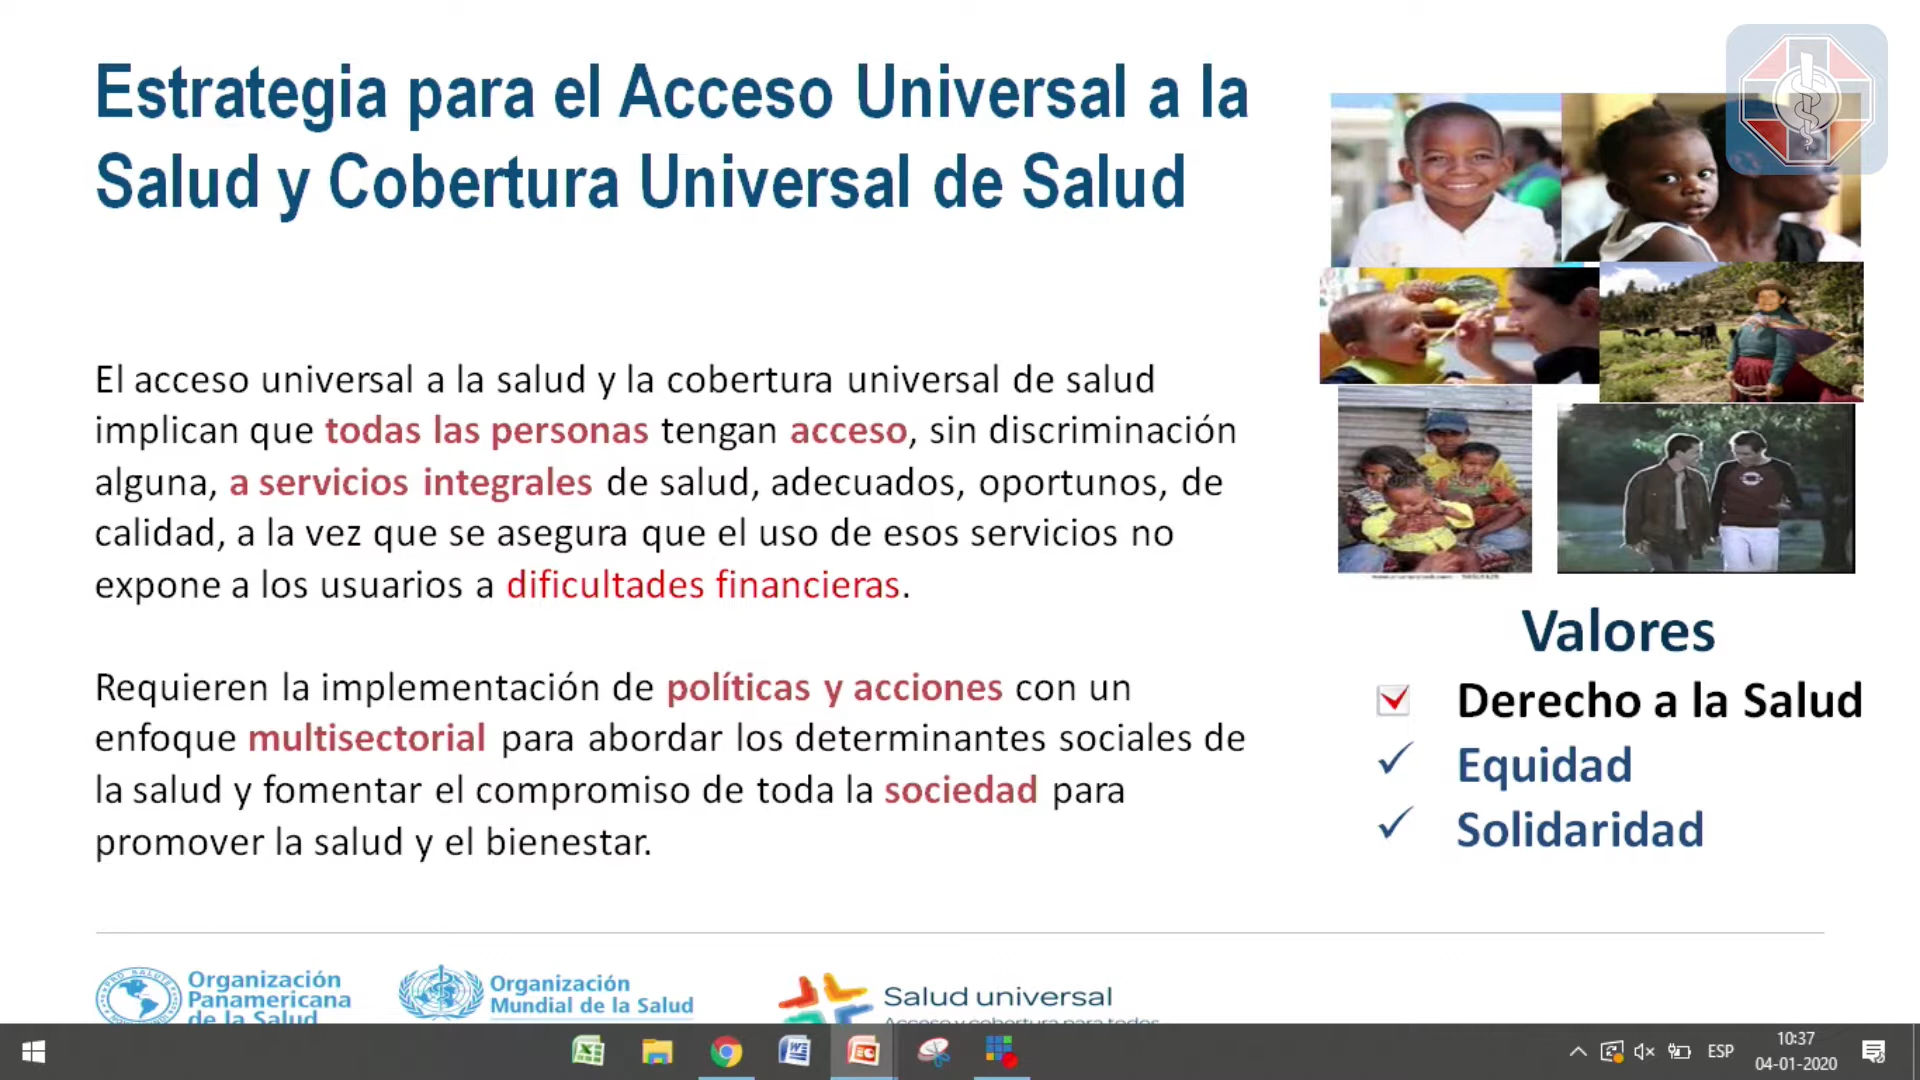 Estrategia para el Acceso Universal a la
Salud y Cobertura Universal de Salud
El acceso universal a la salud y la cobertura universal de salud
implican que todas las personas tengan acceso, sin discriminación
alguna, a servicios integrales de salud, adecuados, oportunos, de
calidad, a la vez que se asegura que el uso de esos servicios no
expone a los usuarios a dificultades financieras.
Requieren la implementación de políticas y acciones con un
enfoque multisectorial para abordar los determinantes sociales de
la salud y fomentar el compromiso de toda la sociedad para
promover la salud y el bienestar.
Valores
Derecho a la Salud
Equidad
Solidaridad
Organización
Panamericana
de la Salud
Organización
Mundial de la Salud
Salud universal
Acceso y cobertura para todos
ESP
10:37
04-01-2020